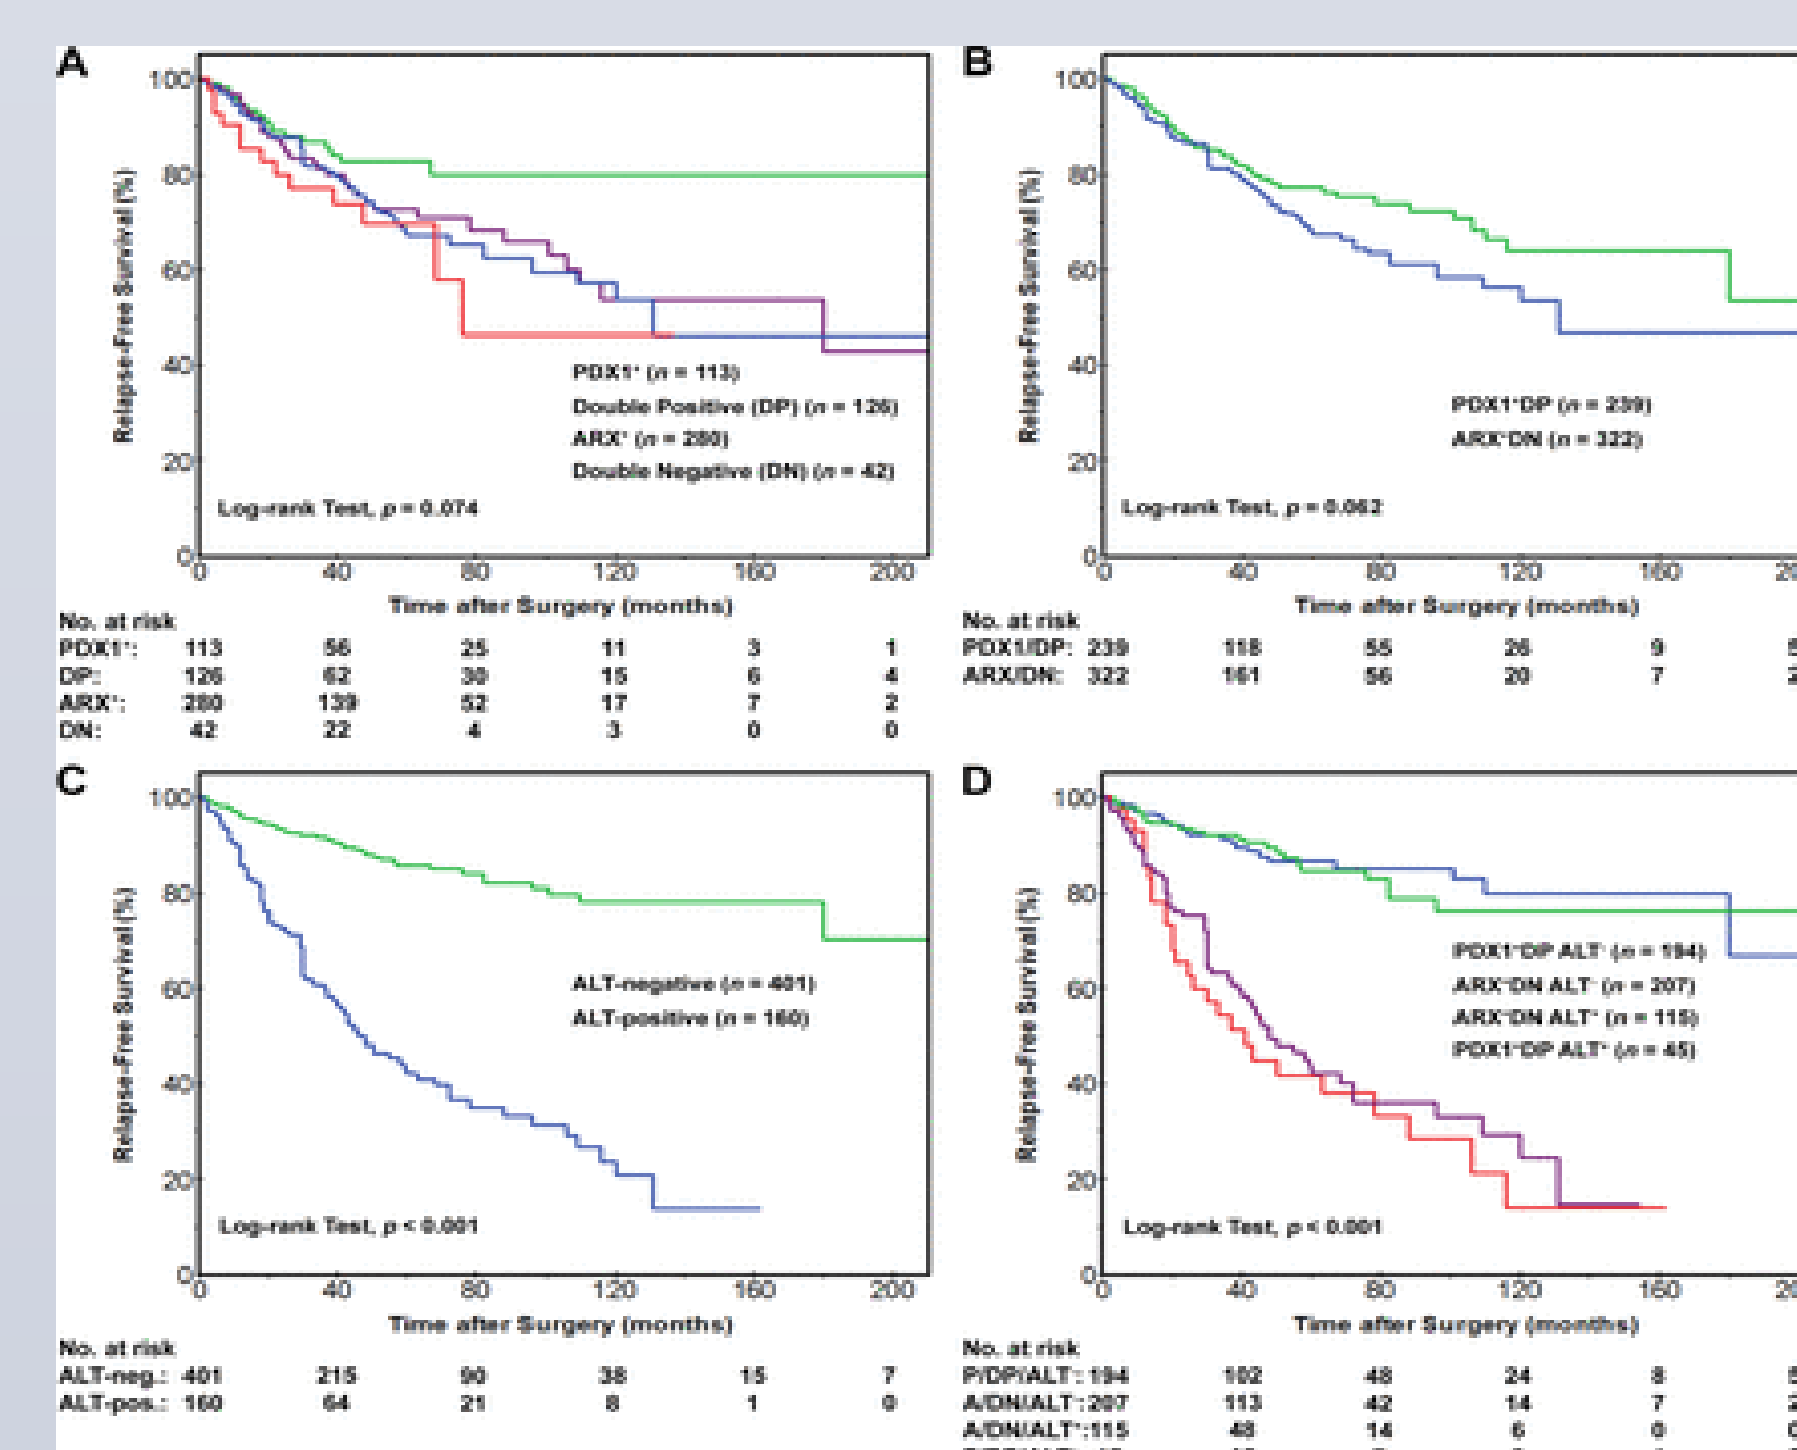 A
100
80
60
40
20
0
Relapse-Free Survival (%)
PDX1⁺ (n = 113)
Double Positive (DP) (n = 126)
ARX⁺ (n = 280)
Double Negative (DN) (n = 42)
Log-rank Test, p = 0.074
0 40 80 120 160 200
Time after Surgery (months)
No. at risk
PDX1⁺: 113 56 25 11 3 1
DP: 126 62 30 15 6 4
ARX⁺: 280 139 52 17 7 2
DN: 42 22 4 3 0 0
B
100
80
60
40
20
0
Relapse-Free Survival (%)
PDX1⁺DP (n = 239)
ARX⁺DN (n = 322)
Log-rank Test, p = 0.062
0 40 80 120 160
Time after Surgery (months)
No. at risk
PDX1/DP: 239 118 55 26 9
ARX/DN: 322 161 56 20 7
C
100
80
60
40
20
0
Relapse-Free Survival (%)
ALT-negative (n = 401)
ALT-positive (n = 160)
Log-rank Test, p < 0.001
0 40 80 120 160 200
Time after Surgery (months)
No. at risk
ALT-neg.: 401 215 90 38 15 7
ALT-pos.: 160 64 21 8 1 0
D
100
80
60
40
20
0
Relapse-Free Survival (%)
PDX1⁺DP ALT⁻ (n = 194)
ARX⁺DN ALT⁻ (n = 207)
ARX⁺DN ALT⁺ (n = 115)
PDX1⁺DP ALT⁺ (n = 45)
Log-rank Test, p < 0.001
0 40 80 120 160
Time after Surgery (months)
No. at risk
P/DP/ALT⁻: 194 102 48 24 8
A/DN/ALT⁻: 207 113 42 14 7
A/DN/ALT⁺: 115 48 14 6 0